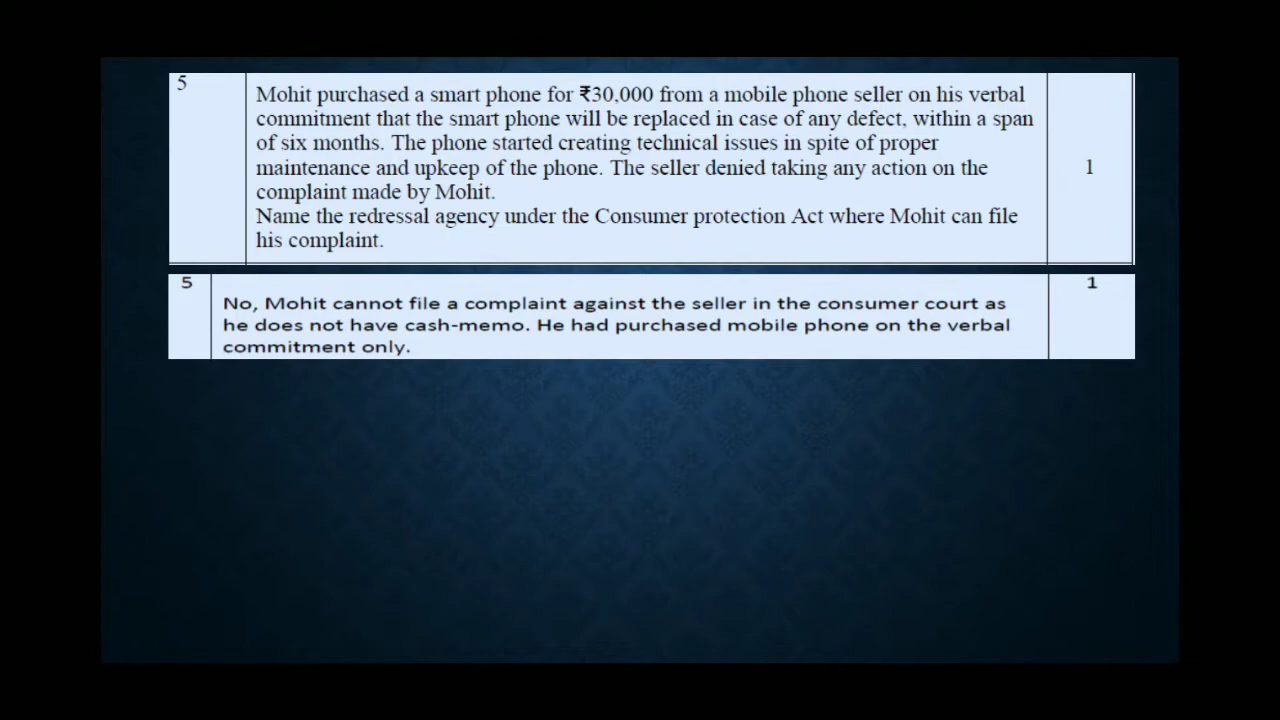 5
Mohit purchased a smart phone for ₹30,000 from a mobile phone seller on his verbal
commitment that the smart phone will be replaced in case of any defect, within a span
of six months. The phone started creating technical issues in spite of proper
maintenance and upkeep of the phone. The seller denied taking any action on the
complaint made by Mohit.
Name the redressal agency under the Consumer protection Act where Mohit can file
his complaint.
1
5
No, Mohit cannot file a complaint against the seller in the consumer court as
he does not have cash-memo. He had purchased mobile phone on the verbal
commitment only.
1